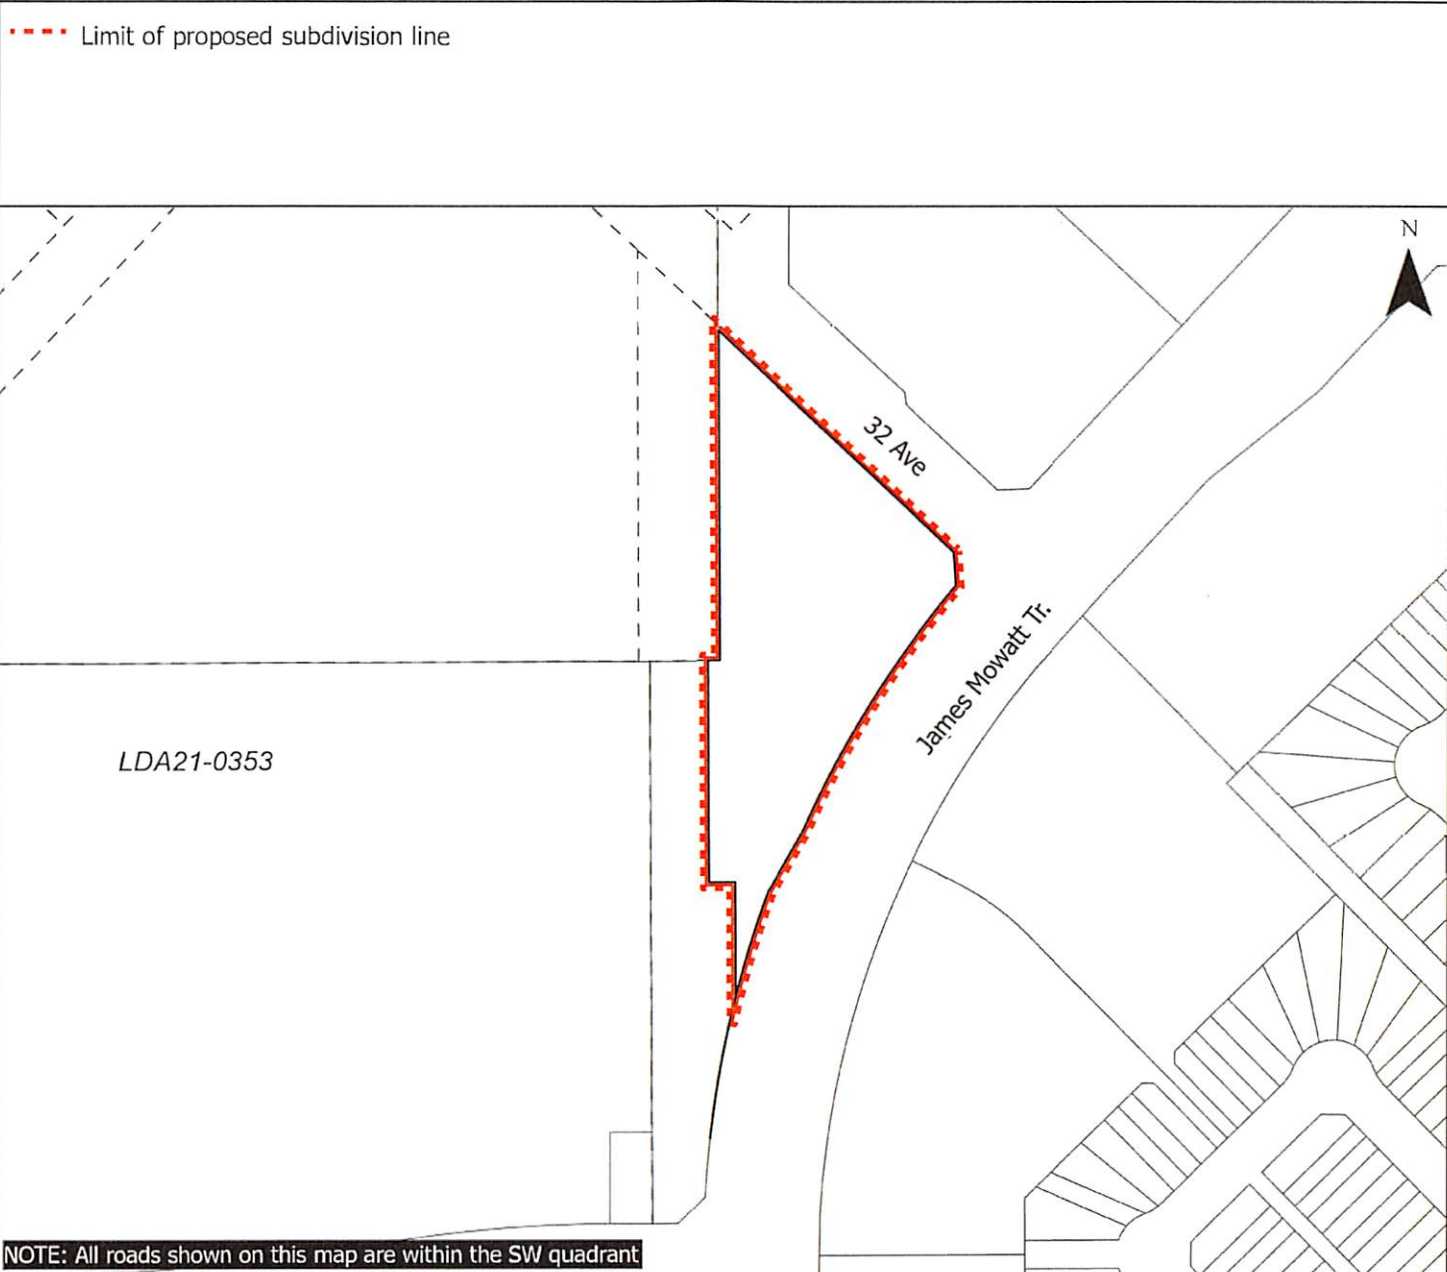 Limit of proposed subdivision line
N
32 Ave
James Mowatt Tr.
LDA21-0353
NOTE: All roads shown on this map are within the SW quadrant